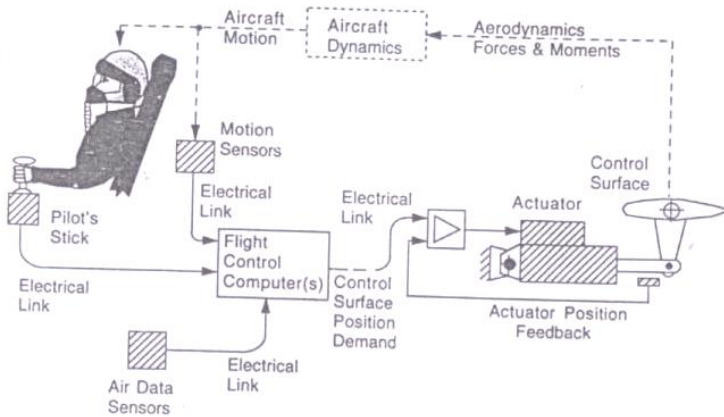 Aircraft
Motion
Aircraft
Dynamics
Aerodynamics
Forces & Moments
Motion
Sensors
Control
Surface
Pilot's
Stick
Electrical
Link
Electrical
Link
Actuator
Flight
Control
Computer(s)
Electrical
Link
Control
Surface
Position
Demand
Actuator Position
Feedback
Electrical
Link
Air Data
Sensors